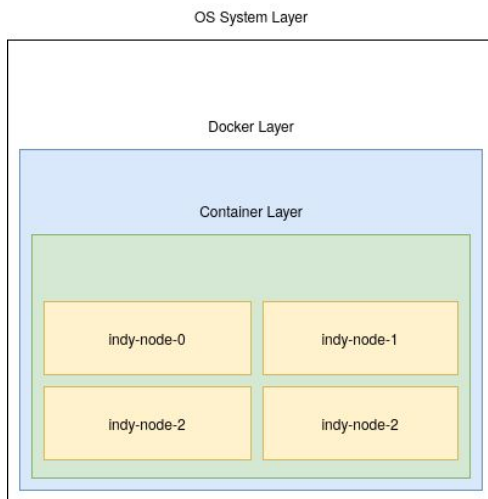 OS System Layer
Docker Layer
Container Layer
indy-node-0
indy-node-1
indy-node-2
indy-node-2